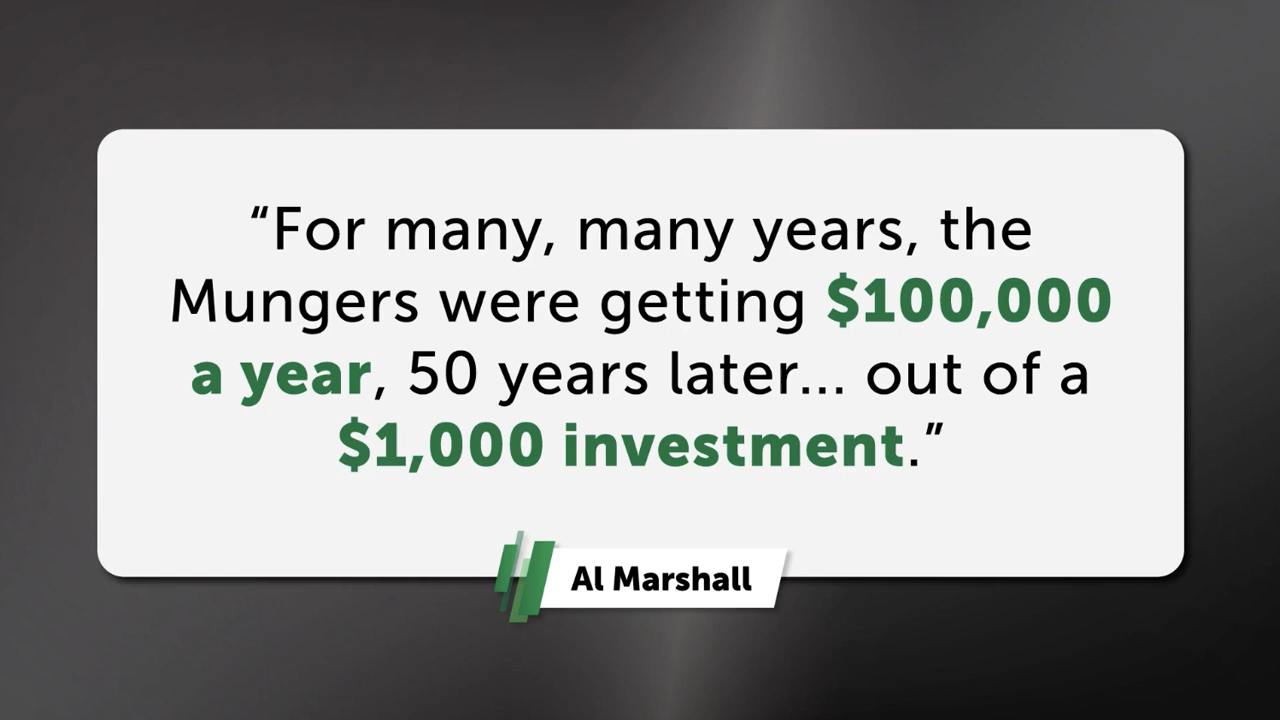 “For many, many years, the
Mungers were getting $100,000
a year, 50 years later... out of a
$1,000 investment.”
Al Marshall